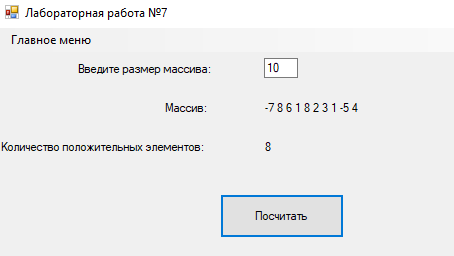 Лабораторная работа №7
Главное меню
Введите размер массива: 10
Массив: -7 8 6 1 8 2 3 1 -5 4
Количество положительных элементов: 8
Посчитать